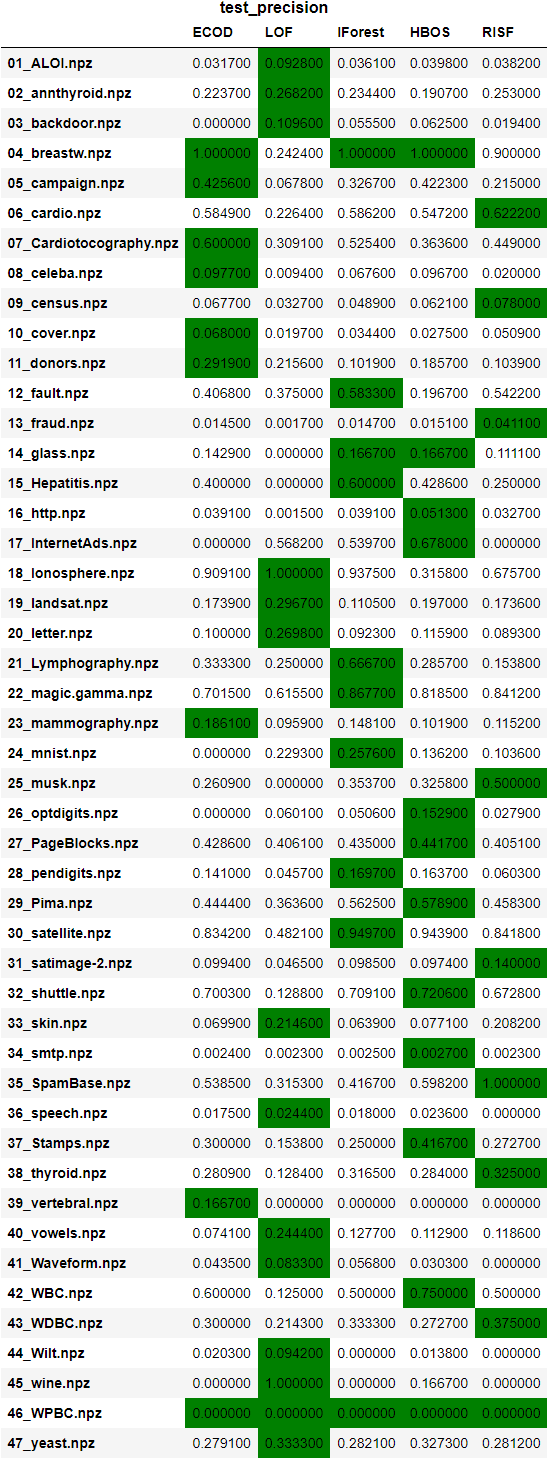 test_precision
ECOD LOF IForest HBOS RISF
01_ALOI.npz 0.031700 0.092800 0.036100 0.039800 0.038200
02_annthyroid.npz 0.223700 0.268200 0.234400 0.190700 0.253000
03_backdoor.npz 0.000000 0.109600 0.055500 0.062500 0.019400
04_breastw.npz 1.000000 0.242400 1.000000 1.000000 0.900000
05_campaign.npz 0.425600 0.067800 0.326700 0.422300 0.215000
06_cardio.npz 0.584900 0.226400 0.586200 0.547200 0.622200
07_Cardiotocography.npz 0.600000 0.309100 0.525400 0.363600 0.449000
08_celeba.npz 0.097700 0.009400 0.067600 0.096700 0.020000
09_census.npz 0.067700 0.032700 0.048900 0.062100 0.078000
10_cover.npz 0.068000 0.019700 0.034400 0.027500 0.050900
11_donors.npz 0.291900 0.215600 0.101900 0.185700 0.103900
12_fault.npz 0.406800 0.375000 0.583300 0.196700 0.542200
13_fraud.npz 0.014500 0.001700 0.014700 0.015100 0.041100
14_glass.npz 0.142900 0.000000 0.166700 0.166700 0.111100
15_Hepatitis.npz 0.400000 0.000000 0.600000 0.428600 0.250000
16_http.npz 0.039100 0.001500 0.039100 0.051300 0.032700
17_InternetAds.npz 0.000000 0.568200 0.539700 0.678000 0.000000
18_Ionosphere.npz 0.909100 1.000000 0.937500 0.315800 0.675700
19_landsat.npz 0.173900 0.296700 0.110500 0.197000 0.173600
20_letter.npz 0.100000 0.269800 0.092300 0.115900 0.089300
21_Lymphography.npz 0.333300 0.250000 0.666700 0.285700 0.153800
22_magic.gamma.npz 0.701500 0.615500 0.867700 0.818500 0.841200
23_mammography.npz 0.186100 0.095900 0.148100 0.101900 0.115200
24_mnist.npz 0.000000 0.229300 0.257600 0.136200 0.103600
25_musk.npz 0.260900 0.000000 0.353700 0.325800 0.500000
26_optdigits.npz 0.000000 0.060100 0.050600 0.152900 0.027900
27_PageBlocks.npz 0.428600 0.406100 0.435000 0.441700 0.405100
28_pendigits.npz 0.141000 0.045700 0.169700 0.163700 0.060300
29_Pima.npz 0.444400 0.363600 0.562500 0.578900 0.458300
30_satellite.npz 0.834200 0.482100 0.949700 0.943900 0.841800
31_satimage-2.npz 0.099400 0.046500 0.098500 0.097400 0.140000
32_shuttle.npz 0.700300 0.128800 0.709100 0.720600 0.672800
33_skin.npz 0.069900 0.214600 0.063900 0.077100 0.208200
34_smtp.npz 0.002400 0.002300 0.002500 0.002700 0.002300
35_SpamBase.npz 0.538500 0.315300 0.416700 0.598200 1.000000
36_speech.npz 0.017500 0.024400 0.018000 0.023600 0.000000
37_Stamps.npz 0.300000 0.153800 0.250000 0.416700 0.272700
38_thyroid.npz 0.280900 0.128400 0.316500 0.284000 0.325000
39_vertebral.npz 0.166700 0.000000 0.000000 0.000000 0.000000
40_vowels.npz 0.074100 0.244400 0.127700 0.112900 0.118600
41_Waveform.npz 0.043500 0.083300 0.056800 0.030300 0.000000
42_WBC.npz 0.600000 0.125000 0.500000 0.750000 0.500000
43_WDBC.npz 0.300000 0.214300 0.333300 0.272700 0.375000
44_Wilt.npz 0.020300 0.094200 0.000000 0.013800 0.000000
45_wine.npz 0.000000 1.000000 0.000000 0.166700 0.000000
46_WPBC.npz 0.000000 0.000000 0.000000 0.000000 0.000000
47_yeast.npz 0.279100 0.333300 0.282100 0.327300 0.281200